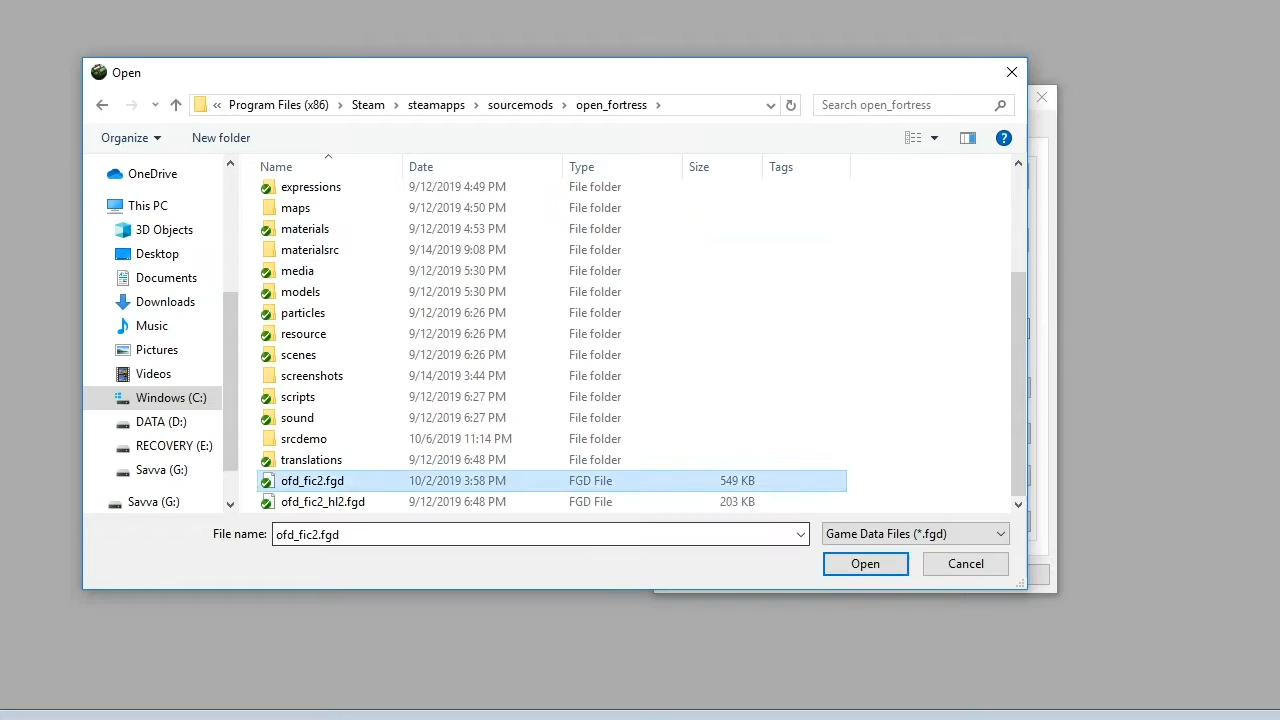 Open
« Program Files (x86) > Steam > steamapps > sourcemods > open_fortress >
Search open_fortress
Organize
New folder
?
OneDrive
This PC
3D Objects
Desktop
Documents
Downloads
Music
Pictures
Videos
Windows (C:)
DATA (D:)
RECOVERY (E:)
Savva (G:)
Savva (G:)
Name Date Type Size Tags
expressions 9/12/2019 4:49 PM File folder
maps 9/12/2019 4:50 PM File folder
materials 9/12/2019 4:53 PM File folder
materialsrc 9/14/2019 9:08 PM File folder
media 9/12/2019 5:30 PM File folder
models 9/12/2019 5:30 PM File folder
particles 9/12/2019 6:26 PM File folder
resource 9/12/2019 6:26 PM File folder
scenes 9/12/2019 6:26 PM File folder
screenshots 9/14/2019 3:44 PM File folder
scripts 9/12/2019 6:27 PM File folder
sound 9/12/2019 6:27 PM File folder
srcdemo 10/6/2019 11:14 PM File folder
translations 9/12/2019 6:48 PM File folder
ofd_fic2.fgd 10/2/2019 3:58 PM FGD File 549 KB
ofd_fic2_hl2.fgd 9/12/2019 6:48 PM FGD File 203 KB
File name: ofd_fic2.fgd
Game Data Files (*.fgd)
Open
Cancel